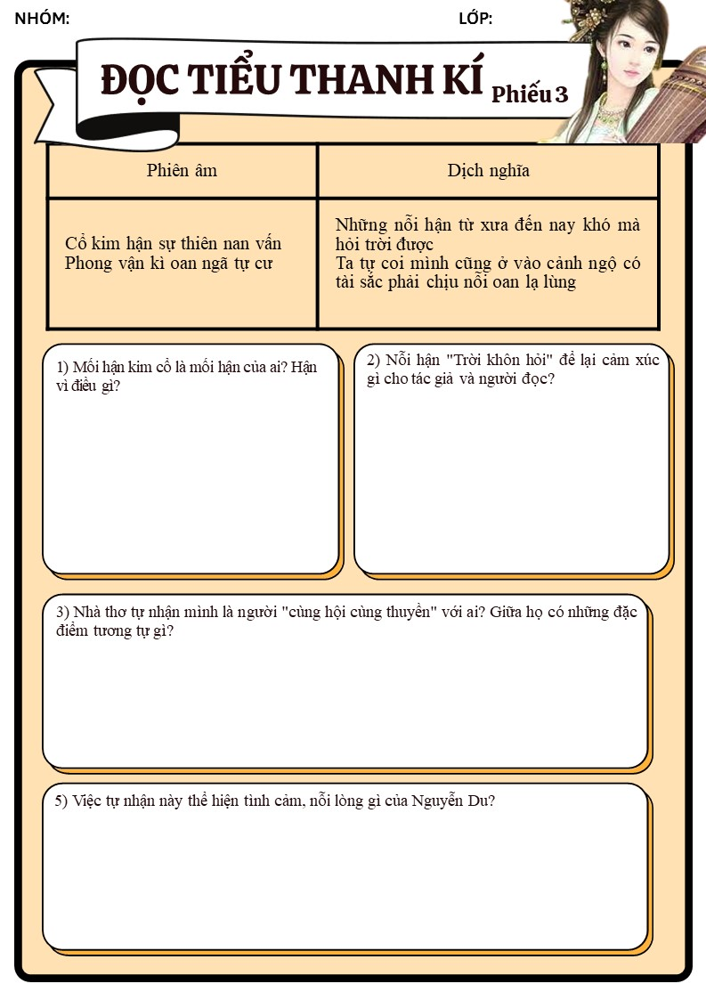 NHÓM:
LỚP:
ĐỌC TIỂU THANH KÍ Phiếu 3
Phiên âm
Dịch nghĩa
Cổ kim hận sự thiên nan vấn
Phong vận kì oan ngã tự cư
Những nỗi hận từ xưa đến nay khó mà
hỏi trời được
Ta tự coi mình cũng ở vào cảnh ngộ có
tài sắc phải chịu nỗi oan lạ lùng
1) Mối hận kim cổ là mối hận của ai? Hận
vì điều gì?
2) Nỗi hận "Trời khôn hỏi" để lại cảm xúc
gì cho tác giả và người đọc?
3) Nhà thơ tự nhận mình là người "cùng hội cùng thuyền" với ai? Giữa họ có những đặc
điểm tương tự gì?
5) Việc tự nhận này thể hiện tình cảm, nỗi lòng gì của Nguyễn Du?